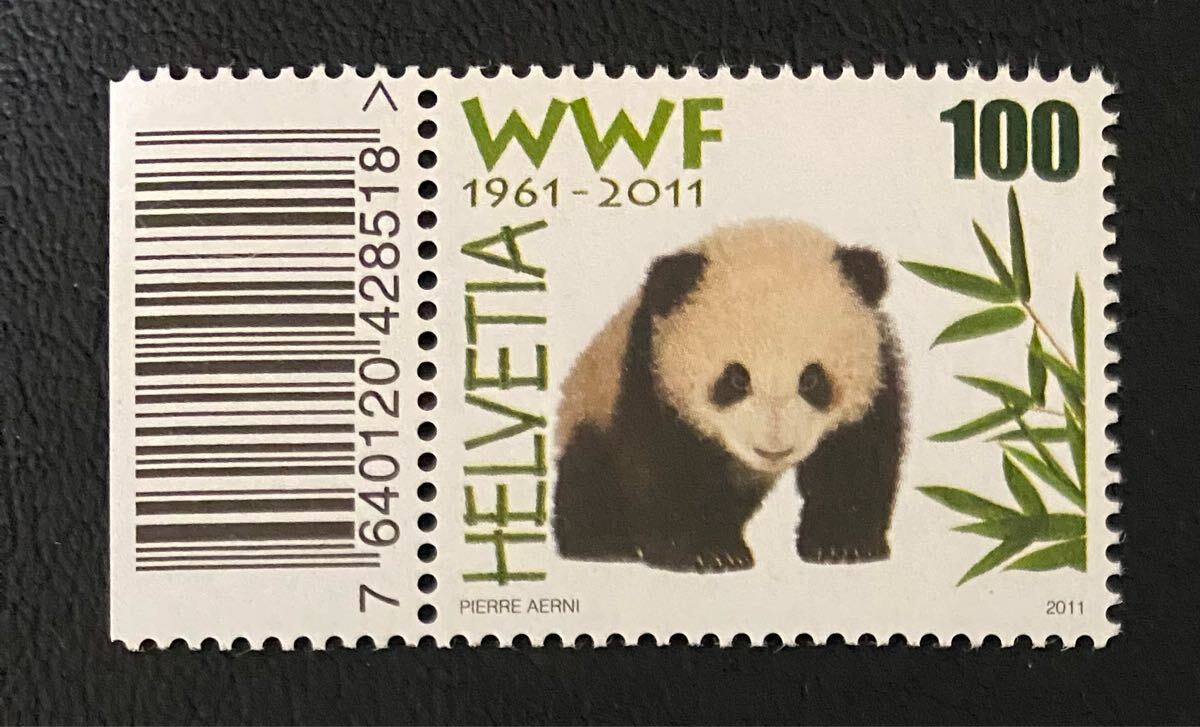 7 640120 428518 >
WWF
1961-2011
100
HELVETIA
PIERRE AERNI
2011